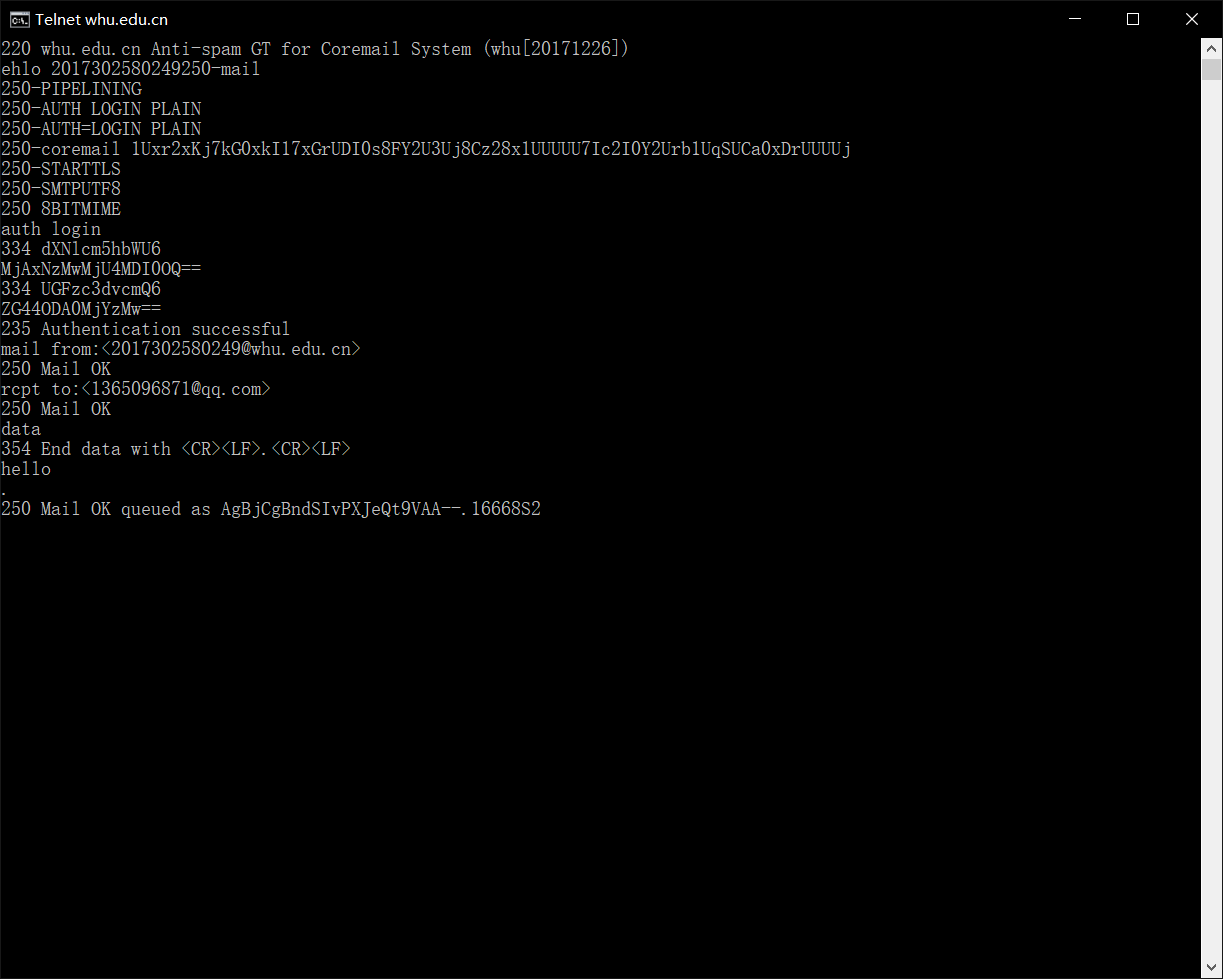 Telnet whu.edu.cn
220 whu.edu.cn Anti-spam GT for Coremail System (whu[20171226])
ehlo 2017302580249250-mail
250-PIPELINING
250-AUTH LOGIN PLAIN
250-AUTH=LOGIN PLAIN
250-coremail 1Uxr2xKj7kG0xkI17xGrUDI0s8FY2U3Uj8Cz28x1UUUUU7Ic2I0Y2Urb1UqSUCa0xDrUUUUj
250-STARTTLS
250-SMTPUTF8
250 8BITMIME
auth login
334 dXNlcm5hbWU6
MjAxNzMwMjU4MDI0OQ==
334 UGFzc3dvcmQ6
ZG44ODA0MjYzMw==
235 Authentication successful
mail from:<2017302580249@whu.edu.cn>
250 Mail OK
rcpt to:<1365096871@qq.com>
250 Mail OK
data
354 End data with <CR><LF>.<CR><LF>
hello
.
250 Mail OK queued as AgBjCgBndSIvPXJeQt9VAA--.16668S2